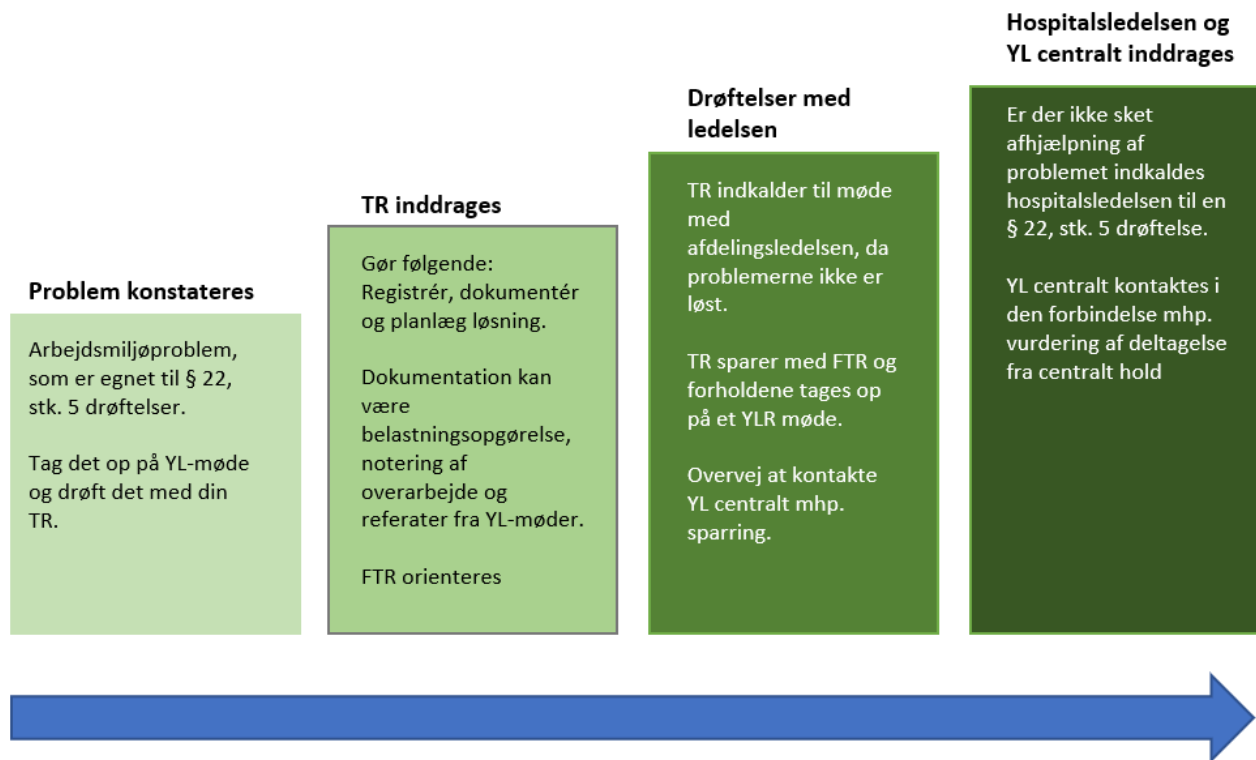 Problem konstateres
Arbejdsmiljøproblem,
som er egnet til § 22,
stk. 5 drøftelser.
Tag det op på YL-møde
og drøft det med din
TR.
TR inddrages
Gør følgende:
Registrér, dokumentér
og planlæg løsning.
Dokumentation kan
være
belastningsopgørelse,
notering af
overarbejde og
referater fra YL-møder.
FTR orienteres
Drøftelser med
ledelsen
TR indkalder til møde
med
afdelingsledelsen, da
problemerne ikke er
løst.
TR sparer med FTR og
forholdene tages op
på et YLR møde.
Overvej at kontakte
YL centralt mhp.
sparring.
Hospitalsledelsen og
YL centralt inddrages
Er der ikke sket
afhjælpning af
problemet indkaldes
hospitalsledelsen til en
§ 22, stk. 5 drøftelse.
YL centralt kontaktes i
den forbindelse mhp.
vurdering af deltagelse
fra centralt hold